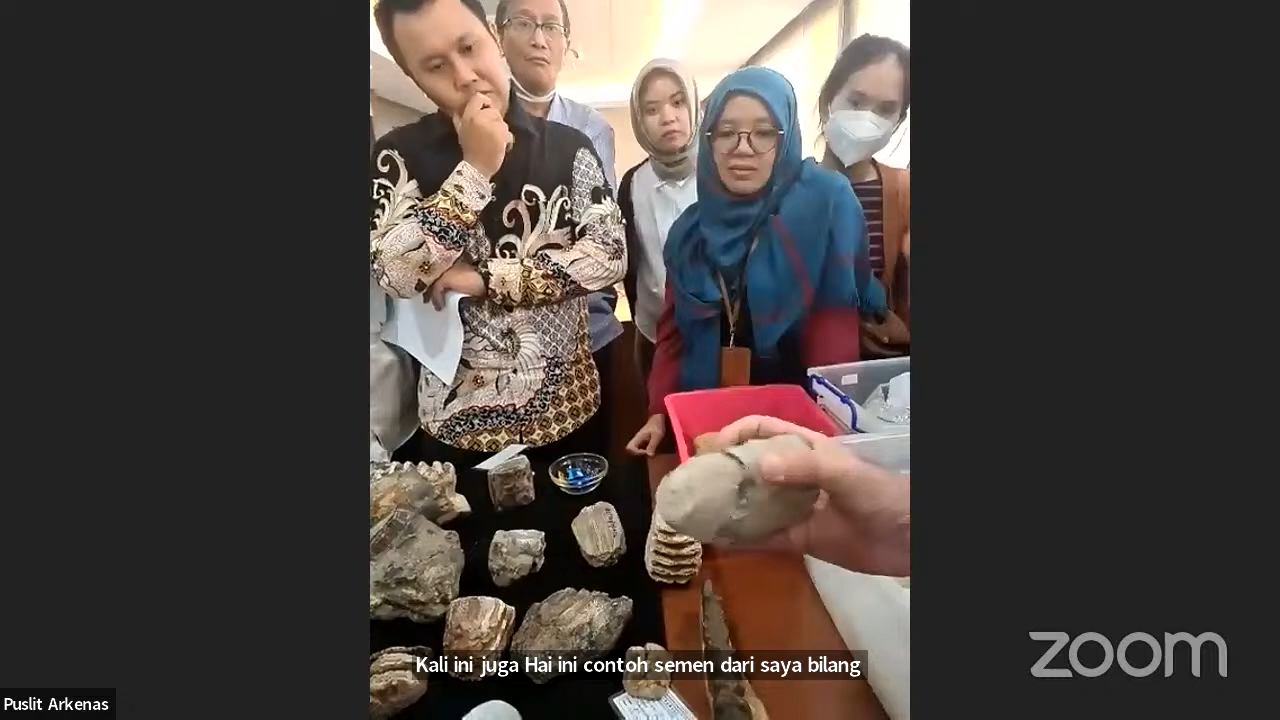 Kali ini juga Hai ini contoh semen dari saya bilang
zoom
Puslit Arkenas